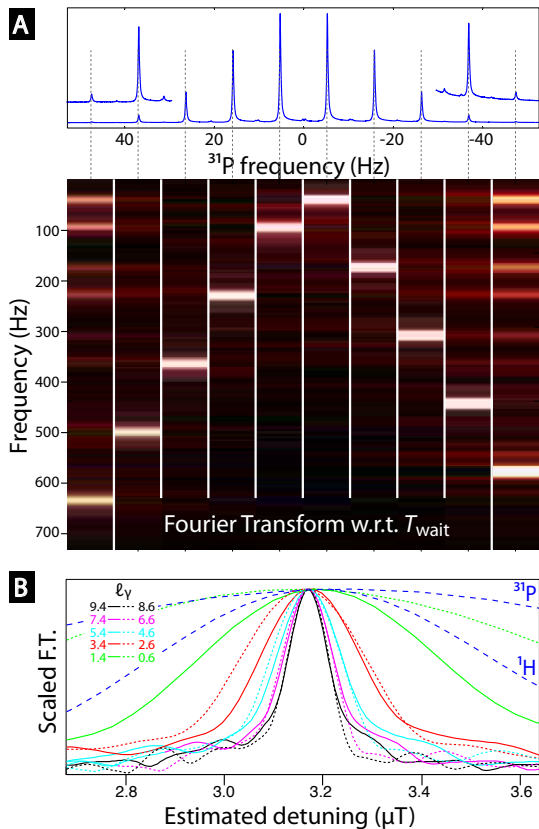 A
40 20 0 -20 -40
³¹P frequency (Hz)
Frequency (Hz)
100
200
300
400
500
600
700
Fourier Transform w.r.t. T_wait
B
Scaled F.T.
ℓγ
9.4 8.6
7.4 6.6
5.4 4.6
3.4 2.6
1.4 0.6
³¹P
¹H
2.8 3.0 3.2 3.4 3.6
Estimated detuning (µT)